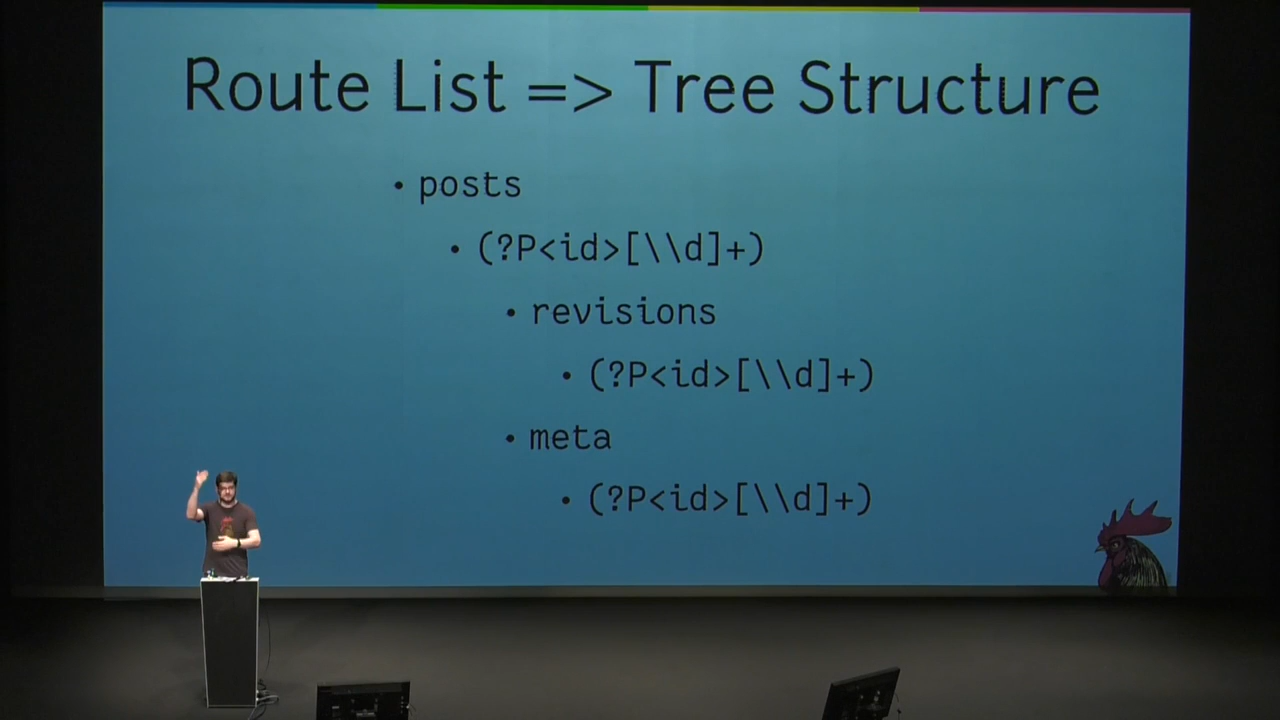 Route List => Tree Structure
• posts
• (?P<id>[\\d]+)
• revisions
• (?P<id>[\\d]+)
• meta
• (?P<id>[\\d]+)